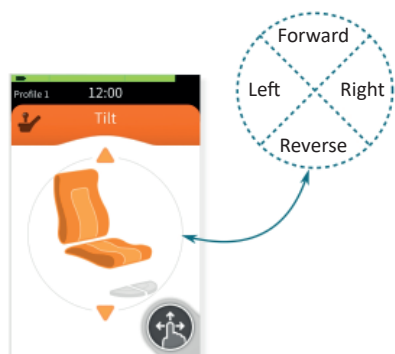 Forward
Left Right
Reverse
Profile 1 12:00
Tilt